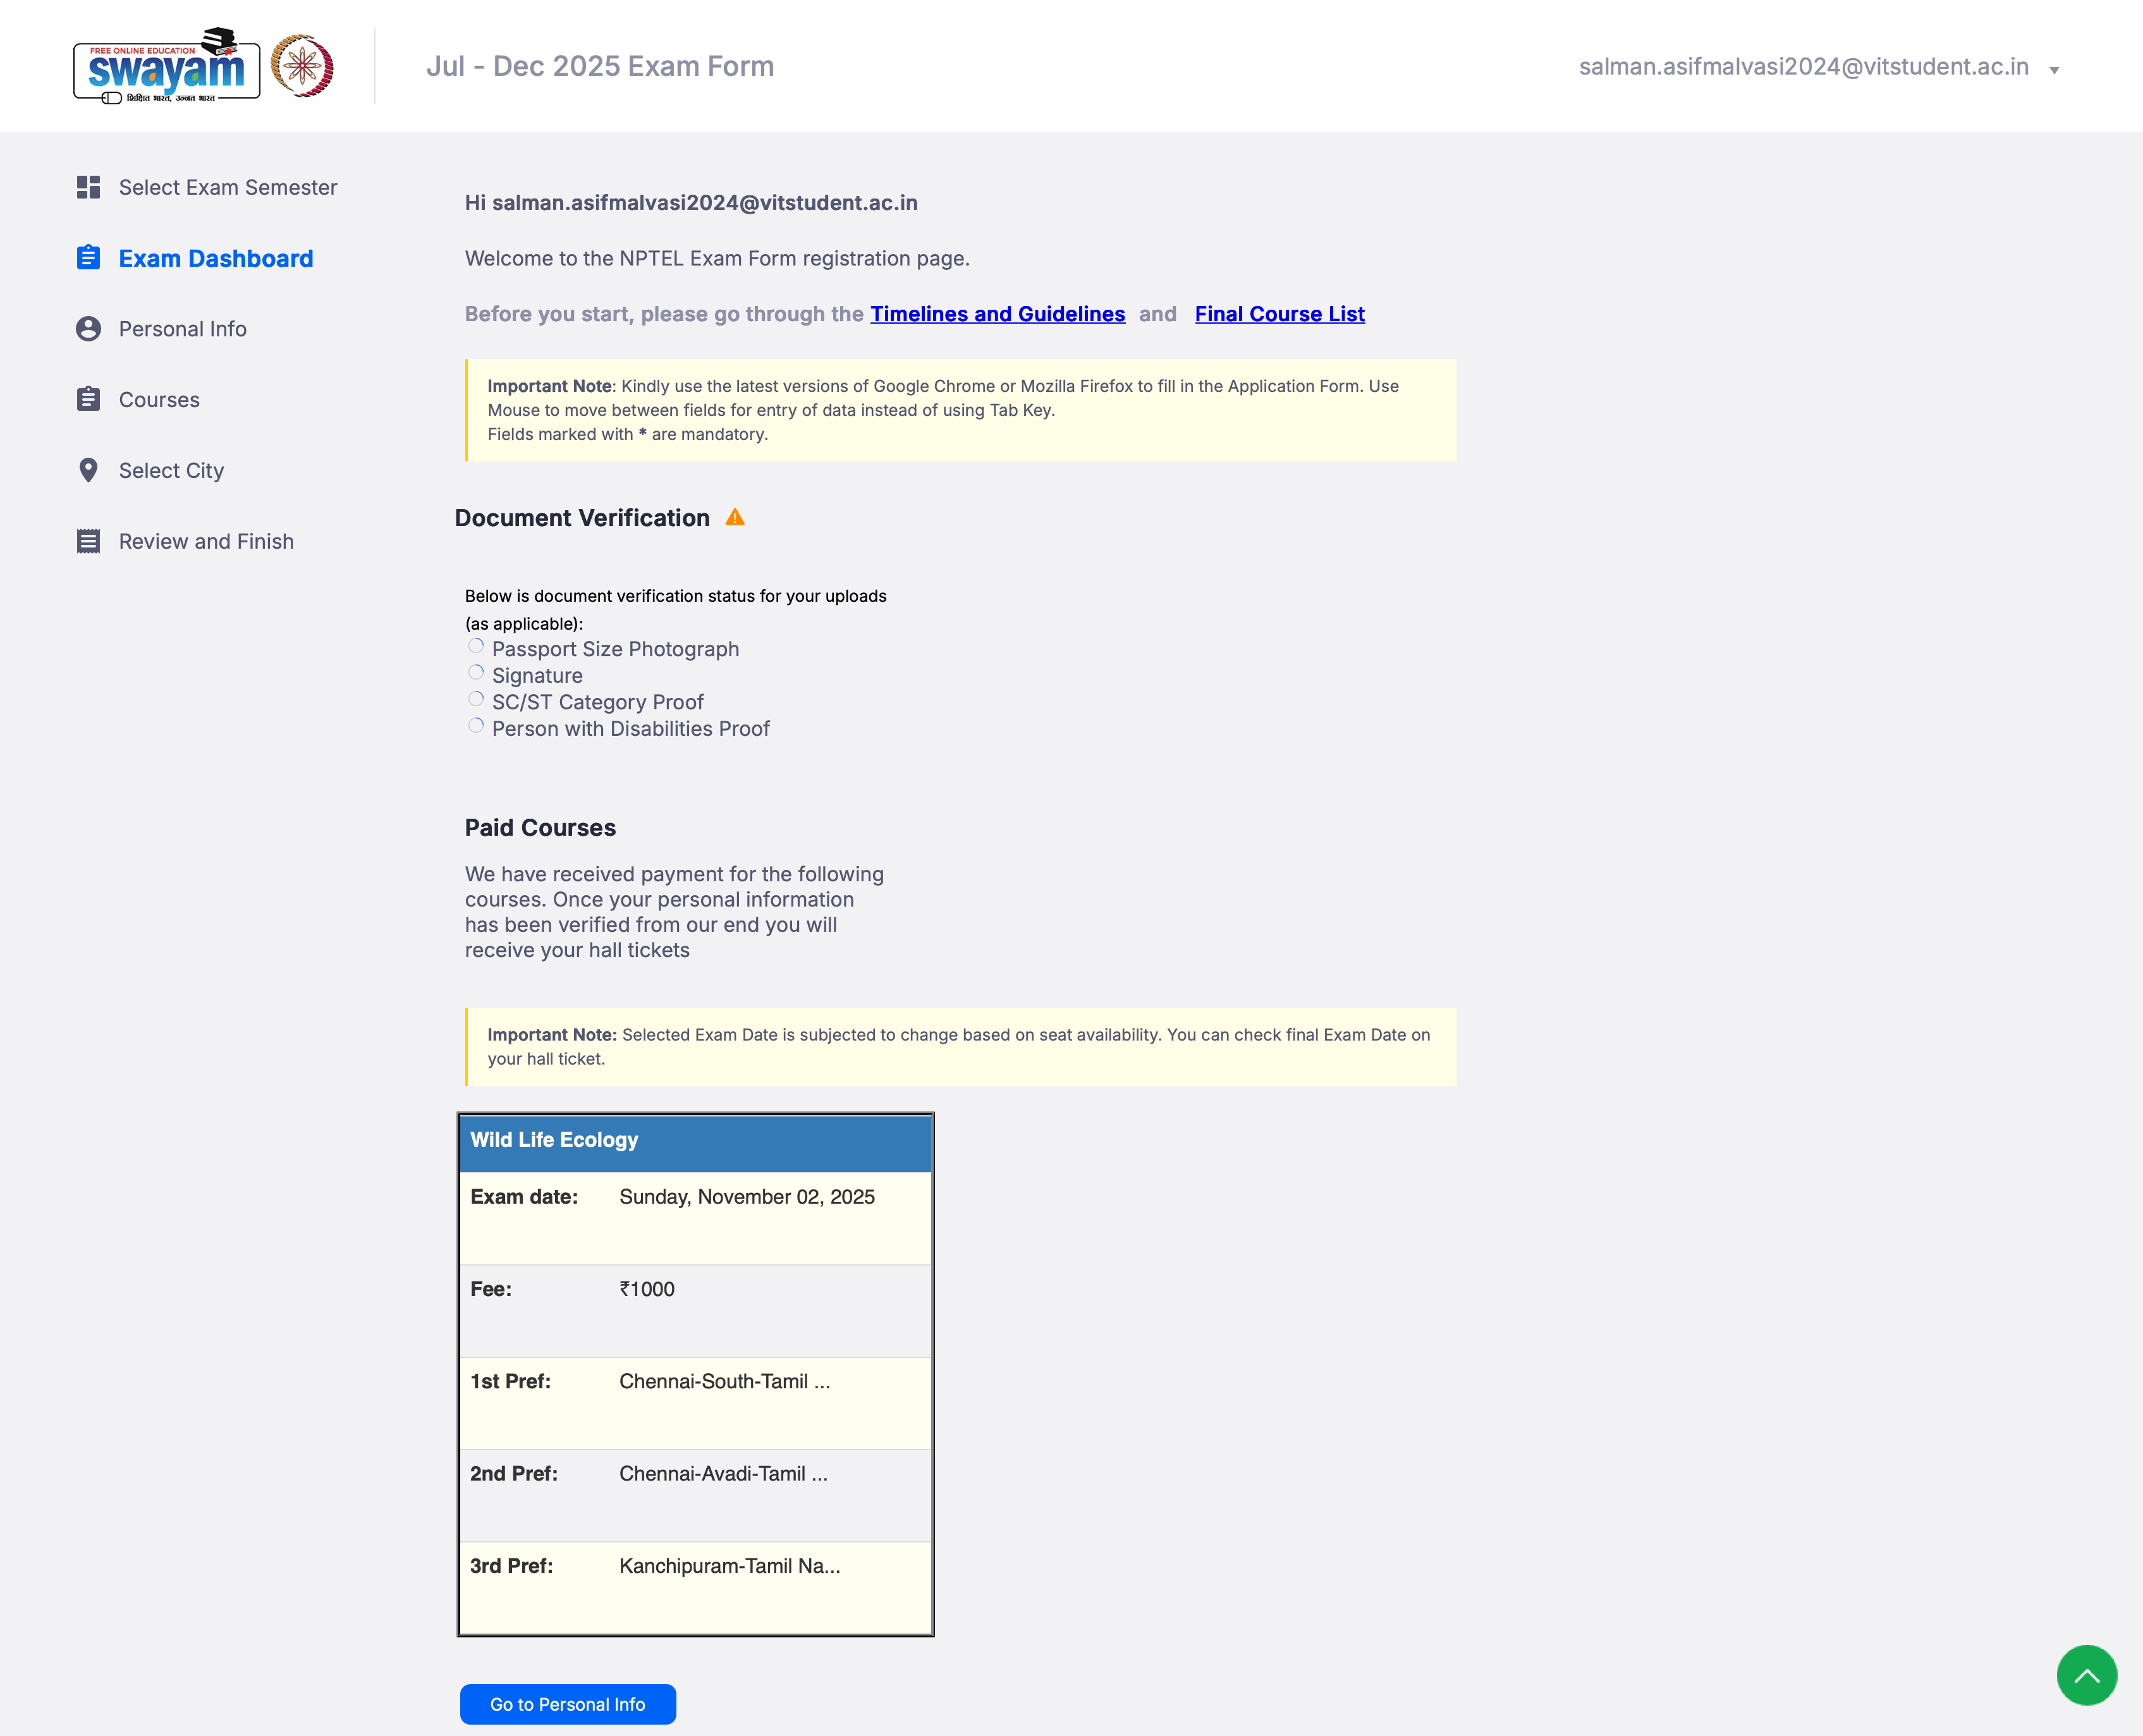 FREE ONLINE EDUCATION
swayam
शिक्षित भारत, उन्नत भारत
Jul - Dec 2025 Exam Form
salman.asifmalvasi2024@vitstudent.ac.in
Select Exam Semester
Exam Dashboard
Personal Info
Courses
Select City
Review and Finish
Hi salman.asifmalvasi2024@vitstudent.ac.in
Welcome to the NPTEL Exam Form registration page.
Before you start, please go through the Timelines and Guidelines and Final Course List
Important Note: Kindly use the latest versions of Google Chrome or Mozilla Firefox to fill in the Application Form. Use
Mouse to move between fields for entry of data instead of using Tab Key.
Fields marked with * are mandatory.
Document Verification
Below is document verification status for your uploads
(as applicable):
Passport Size Photograph
Signature
SC/ST Category Proof
Person with Disabilities Proof
Paid Courses
We have received payment for the following
courses. Once your personal information
has been verified from our end you will
receive your hall tickets
Important Note: Selected Exam Date is subjected to change based on seat availability. You can check final Exam Date on
your hall ticket.
Wild Life Ecology
Exam date: Sunday, November 02, 2025
Fee: ₹1000
1st Pref: Chennai-South-Tamil ...
2nd Pref: Chennai-Avadi-Tamil ...
3rd Pref: Kanchipuram-Tamil Na...
Go to Personal Info